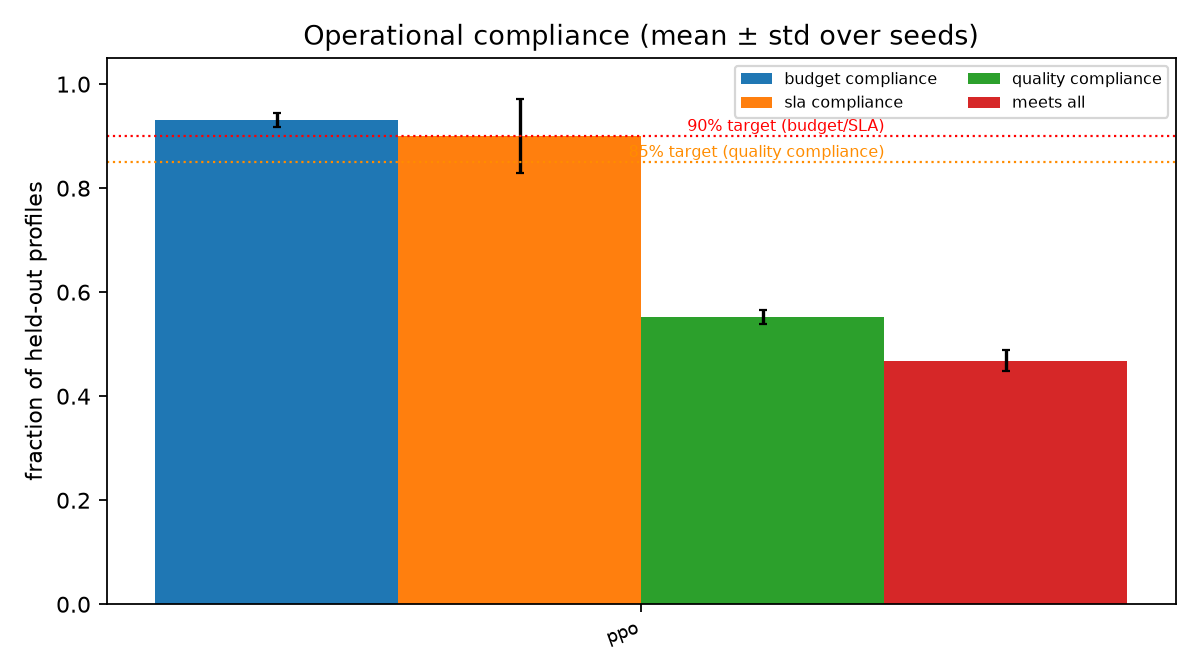 Operational compliance (mean ± std over seeds)
budget compliance
quality compliance
sla compliance
meets all
90% target (budget/SLA)
5% target (quality compliance)
fraction of held-out profiles
1.0
0.8
0.6
0.4
0.2
0.0
ppo